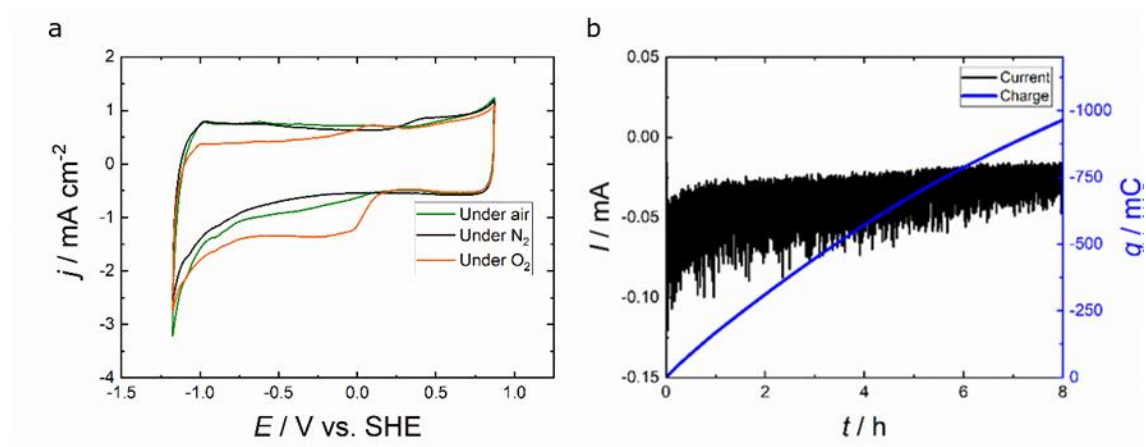 a
2
1
0
-1
-2
-3
-4
j / mA cm-2
Under air
Under N2
Under O2
-1.5
-1.0
-0.5
0.0
0.5
1.0
E / V vs. SHE
b
0.05
0.00
-0.05
-0.10
-0.15
I / mA
Current
Charge
-1000
-750
-500
-250
0
q / mC
0
2
4
6
8
t / h